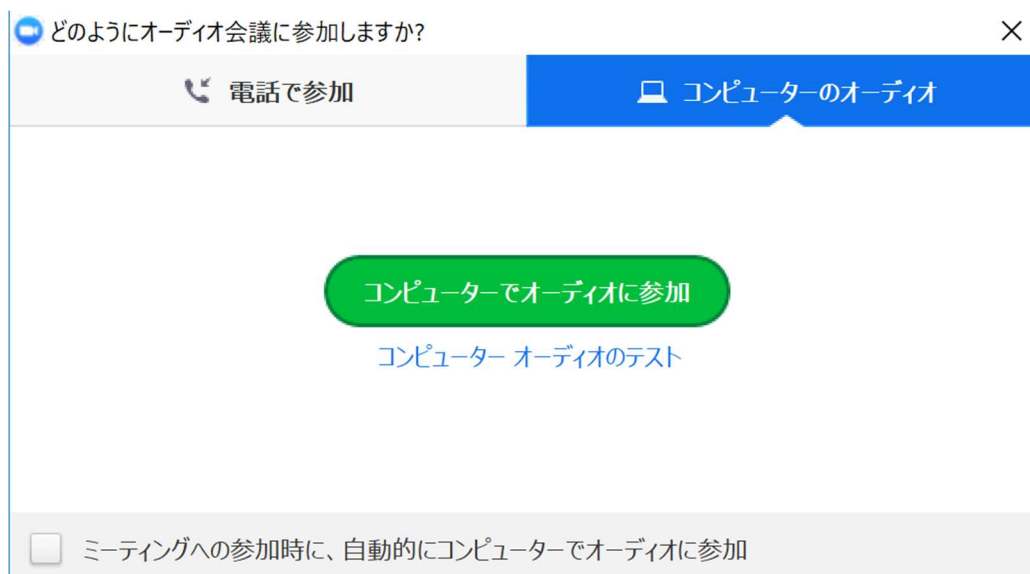 どのようにオーディオ会議に参加しますか?
電話で参加
コンピューターのオーディオ
コンピューターでオーディオに参加
コンピューター オーディオのテスト
ミーティングへの参加時に、自動的にコンピューターでオーディオに参加